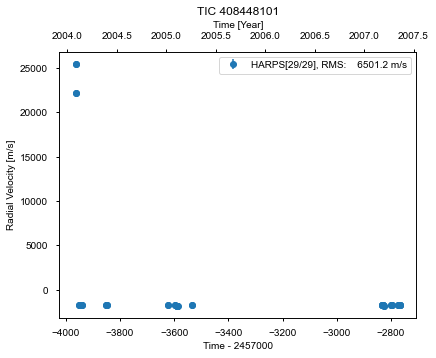 TIC 408448101
Time [Year]
2004.0 2004.5 2005.0 2005.5 2006.0 2006.5 2007.0 2007.5
HARPS[29/29], RMS: 6501.2 m/s
25000
20000
15000
10000
5000
0
Radial Velocity [m/s]
−4000 −3800 −3600 −3400 −3200 −3000 −2800
Time - 2457000